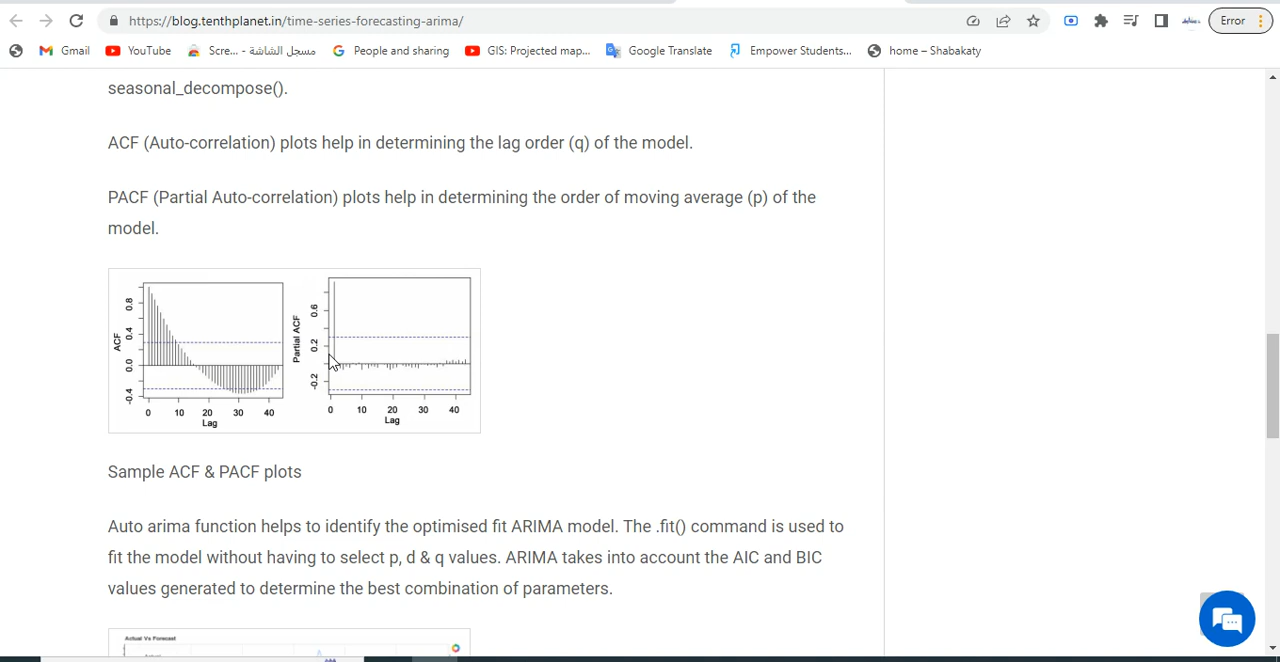 https://blog.tenthplanet.in/time-series-forecasting-arima/
Error
Gmail
YouTube
Scre... - مسجل الشاشة
People and sharing
GIS: Projected map...
Google Translate
Empower Students...
home – Shabakaty
seasonal_decompose().
ACF (Auto-correlation) plots help in determining the lag order (q) of the model.
PACF (Partial Auto-correlation) plots help in determining the order of moving average (p) of the
model.
ACF
0.8
0.4
0.0
-0.4
0 10 20 30 40
Lag
Partial ACF
0.6
0.2
-0.2
0 10 20 30 40
Lag
Sample ACF & PACF plots
Auto arima function helps to identify the optimised fit ARIMA model. The .fit() command is used to
fit the model without having to select p, d & q values. ARIMA takes into account the AIC and BIC
values generated to determine the best combination of parameters.
Actual Vs Forecast